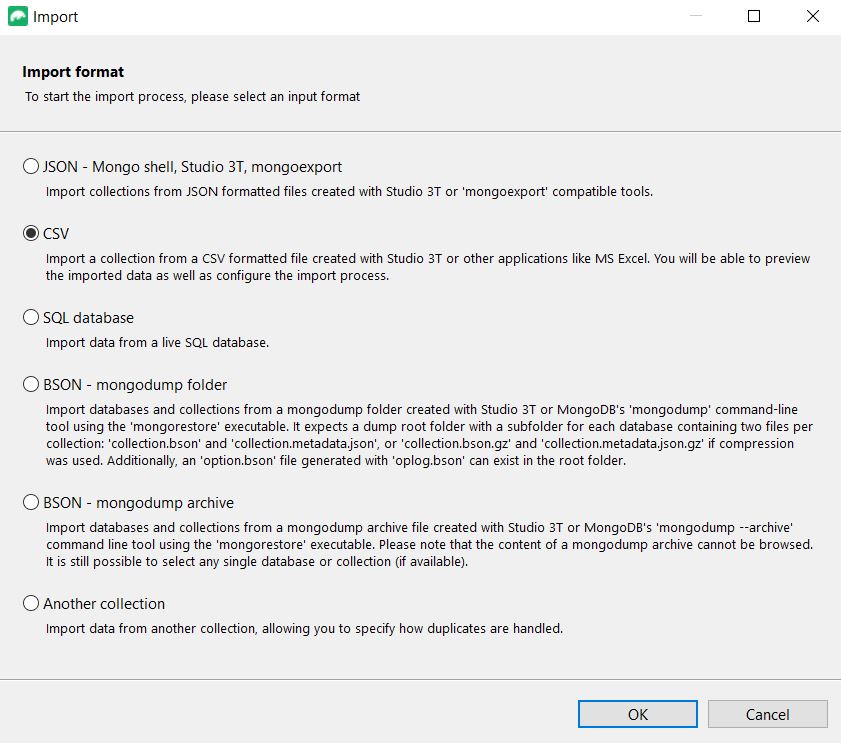 Import
Import format
To start the import process, please select an input format
JSON - Mongo shell, Studio 3T, mongoexport
Import collections from JSON formatted files created with Studio 3T or 'mongoexport' compatible tools.
CSV
Import a collection from a CSV formatted file created with Studio 3T or other applications like MS Excel. You will be able to preview
the imported data as well as configure the import process.
SQL database
Import data from a live SQL database.
BSON - mongodump folder
Import databases and collections from a mongodump folder created with Studio 3T or MongoDB's 'mongodump' command-line
tool using the 'mongorestore' executable. It expects a dump root folder with a subfolder for each database containing two files per
collection: 'collection.bson' and 'collection.metadata.json', or 'collection.bson.gz' and 'collection.metadata.json.gz' if compression
was used. Additionally, an 'option.bson' file generated with 'oplog.bson' can exist in the root folder.
BSON - mongodump archive
Import databases and collections from a mongodump archive file created with Studio 3T or MongoDB's 'mongodump --archive'
command line tool using the 'mongorestore' executable. Please note that the content of a mongodump archive cannot be browsed.
It is still possible to select any single database or collection (if available).
Another collection
Import data from another collection, allowing you to specify how duplicates are handled.
OK Cancel